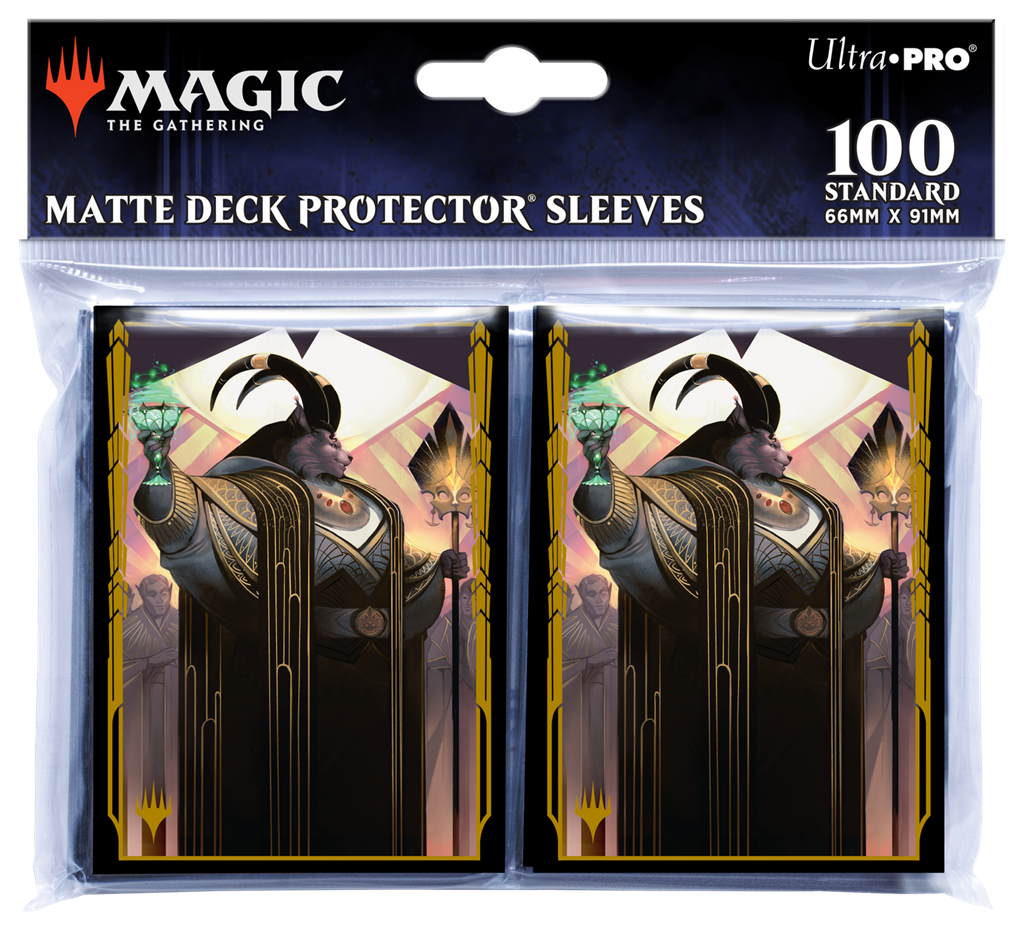 MAGIC
THE GATHERING
Ultra•PRO®
100
STANDARD
66MM X 91MM
MATTE DECK PROTECTOR® SLEEVES